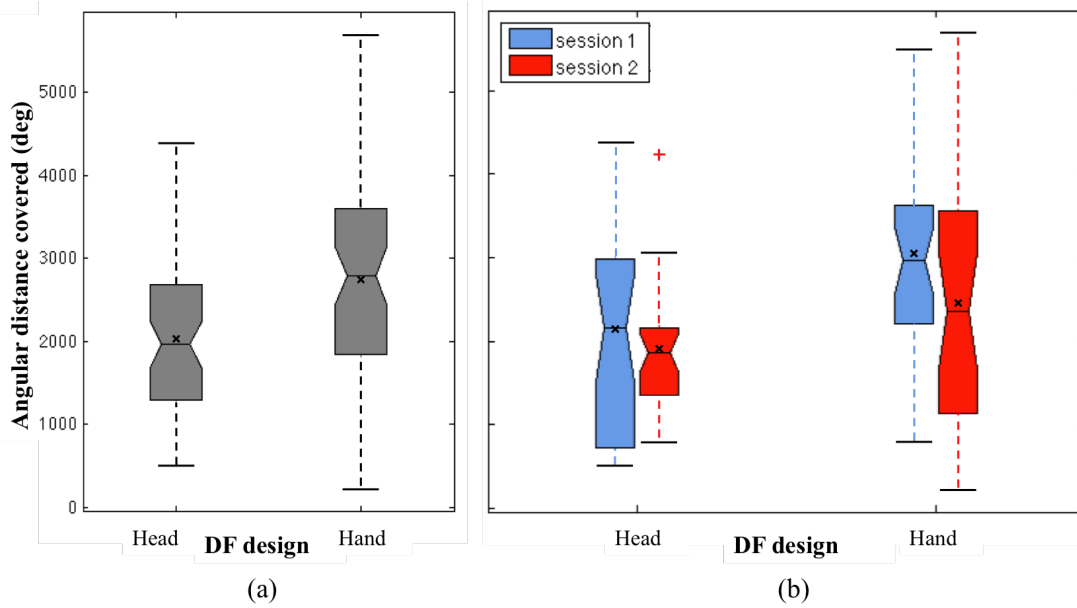 Angular distance covered (deg)
5000
4000
3000
2000
1000
0
Head
Hand
DF design
(a)
session 1
session 2
Head
Hand
DF design
(b)